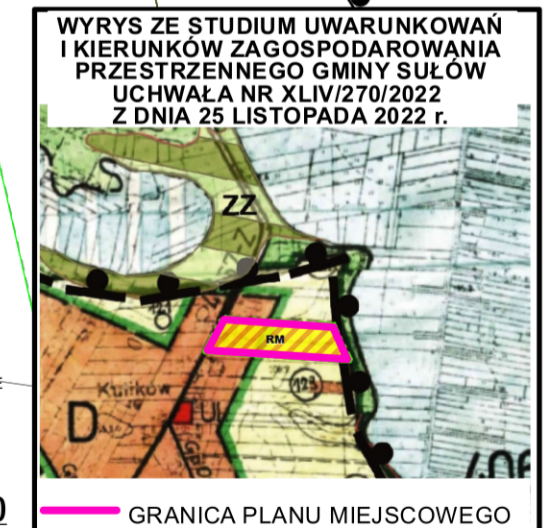 WYRYS ZE STUDIUM UWARUNKOWAŃ
I KIERUNKÓW ZAGOSPODAROWANIA
PRZESTRZENNEGO GMINY SUŁÓW
UCHWAŁA NR XLIV/270/2022
Z DNIA 25 LISTOPADA 2022 r.
S
ZZ
RM
Kulików
D
UI
GRANICA PLANU MIEJSCOWEGO